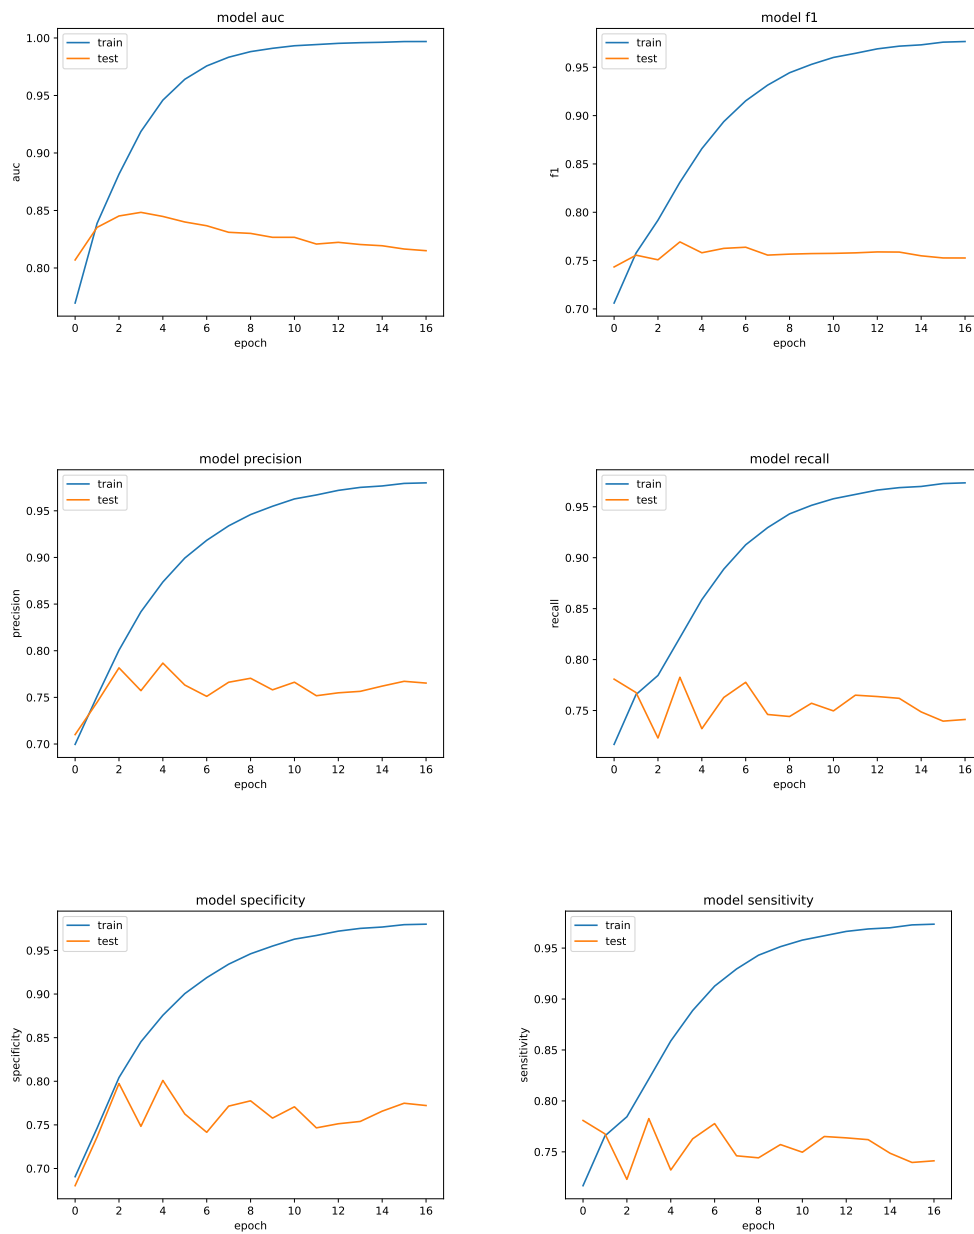 model auc
train
test
1.00
0.95
0.90
0.85
0.80
auc
0 2 4 6 8 10 12 14 16
epoch
model f1
train
test
0.95
0.90
0.85
0.80
0.75
0.70
f1
0 2 4 6 8 10 12 14 16
epoch
model precision
train
test
0.95
0.90
0.85
0.80
0.75
0.70
precision
0 2 4 6 8 10 12 14 16
epoch
model recall
train
test
0.95
0.90
0.85
0.80
0.75
recall
0 2 4 6 8 10 12 14 16
epoch
model specificity
train
test
0.95
0.90
0.85
0.80
0.75
0.70
specificity
0 2 4 6 8 10 12 14 16
epoch
model sensitivity
train
test
0.95
0.90
0.85
0.80
0.75
sensitivity
0 2 4 6 8 10 12 14 16
epoch